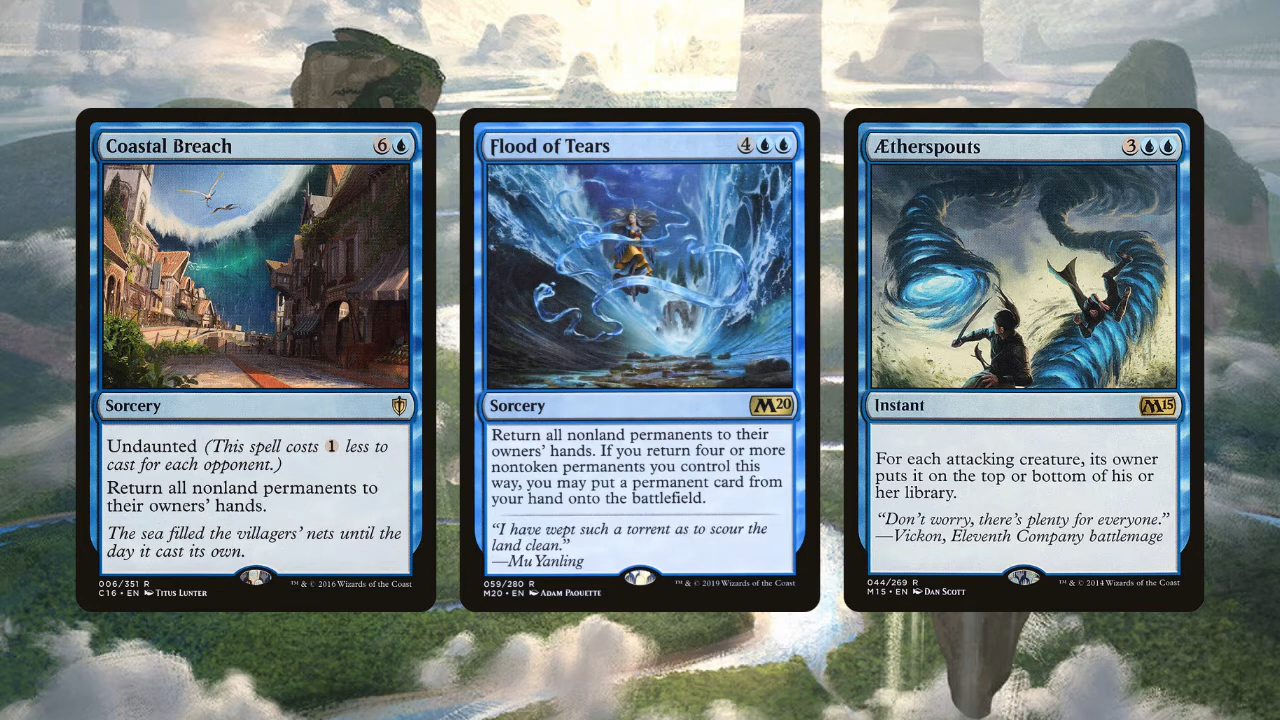 Coastal Breach 6
Sorcery
Undaunted (This spell costs 1 less to
cast for each opponent.)
Return all nonland permanents to
their owners' hands.
The sea filled the villagers' nets until the
day it cast its own.
006/351 R
C16 • EN Titus Lunter
™ & © 2016 Wizards of the Coast
Flood of Tears 4
Sorcery M20
Return all nonland permanents to their
owners' hands. If you return four or more
nontoken permanents you control this
way, you may put a permanent card from
your hand onto the battlefield.
"I have wept such a torrent as to scour the
land clean."
—Mu Yanling
059/280 R
M20 • EN Adam Paquette
™ & © 2019 Wizards of the Coast
Ætherspouts 3
Instant M15
For each attacking creature, its owner
puts it on the top or bottom of his or
her library.
"Don't worry, there's plenty for everyone."
—Vickon, Eleventh Company battlemage
044/269 R
M15 • EN Dan Scott
™ & © 2014 Wizards of the Coast